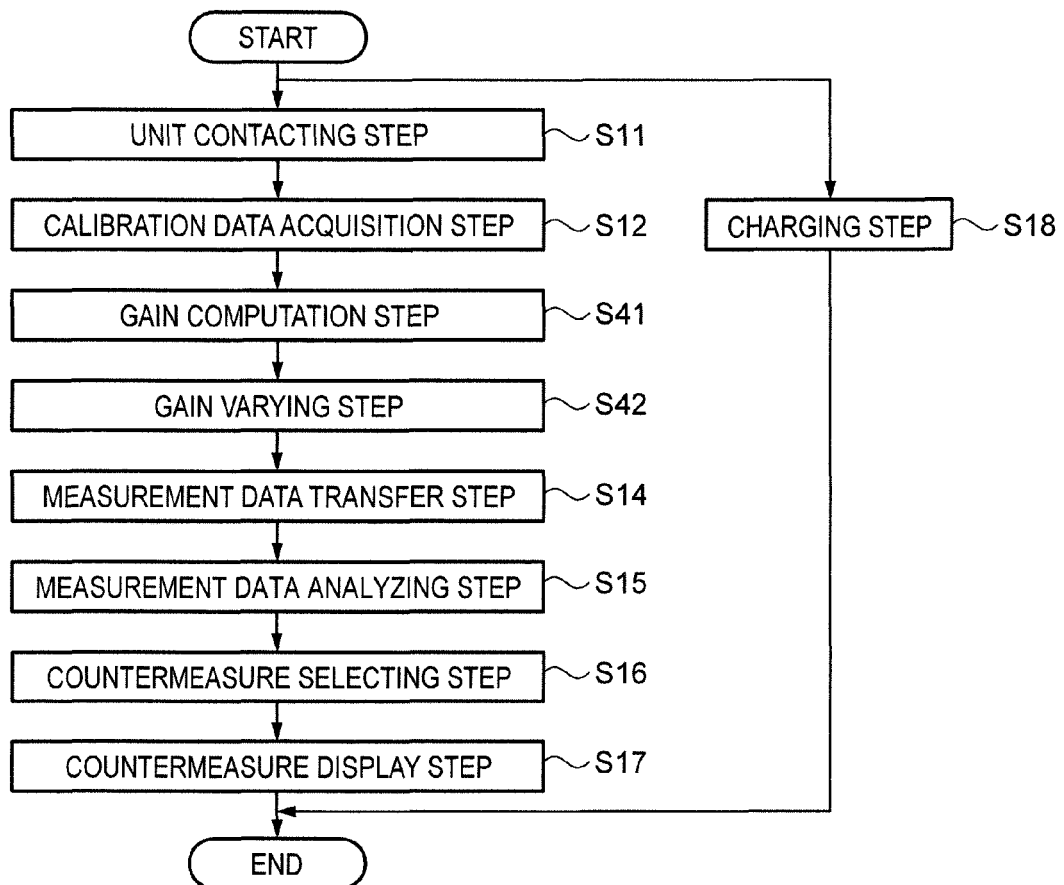 START
UNIT CONTACTING STEP S11
CALIBRATION DATA ACQUISITION STEP S12
CHARGING STEP S18
GAIN COMPUTATION STEP S41
GAIN VARYING STEP S42
MEASUREMENT DATA TRANSFER STEP S14
MEASUREMENT DATA ANALYZING STEP S15
COUNTERMEASURE SELECTING STEP S16
COUNTERMEASURE DISPLAY STEP S17
END